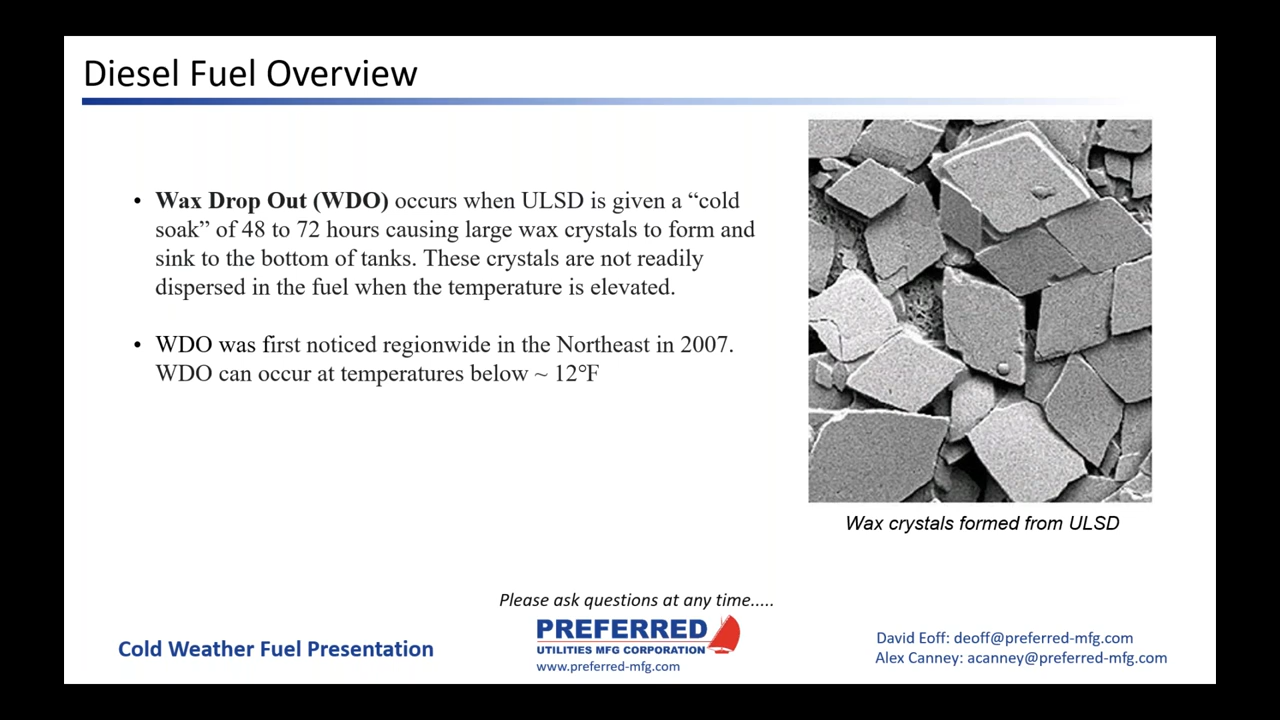 Diesel Fuel Overview
• Wax Drop Out (WDO) occurs when ULSD is given a “cold
soak” of 48 to 72 hours causing large wax crystals to form and
sink to the bottom of tanks. These crystals are not readily
dispersed in the fuel when the temperature is elevated.
• WDO was first noticed regionwide in the Northeast in 2007.
WDO can occur at temperatures below ~ 12°F
Wax crystals formed from ULSD
Please ask questions at any time.....
Cold Weather Fuel Presentation
PREFERRED
UTILITIES MFG CORPORATION
www.preferred-mfg.com
David Eoff: deoff@preferred-mfg.com
Alex Canney: acanney@preferred-mfg.com